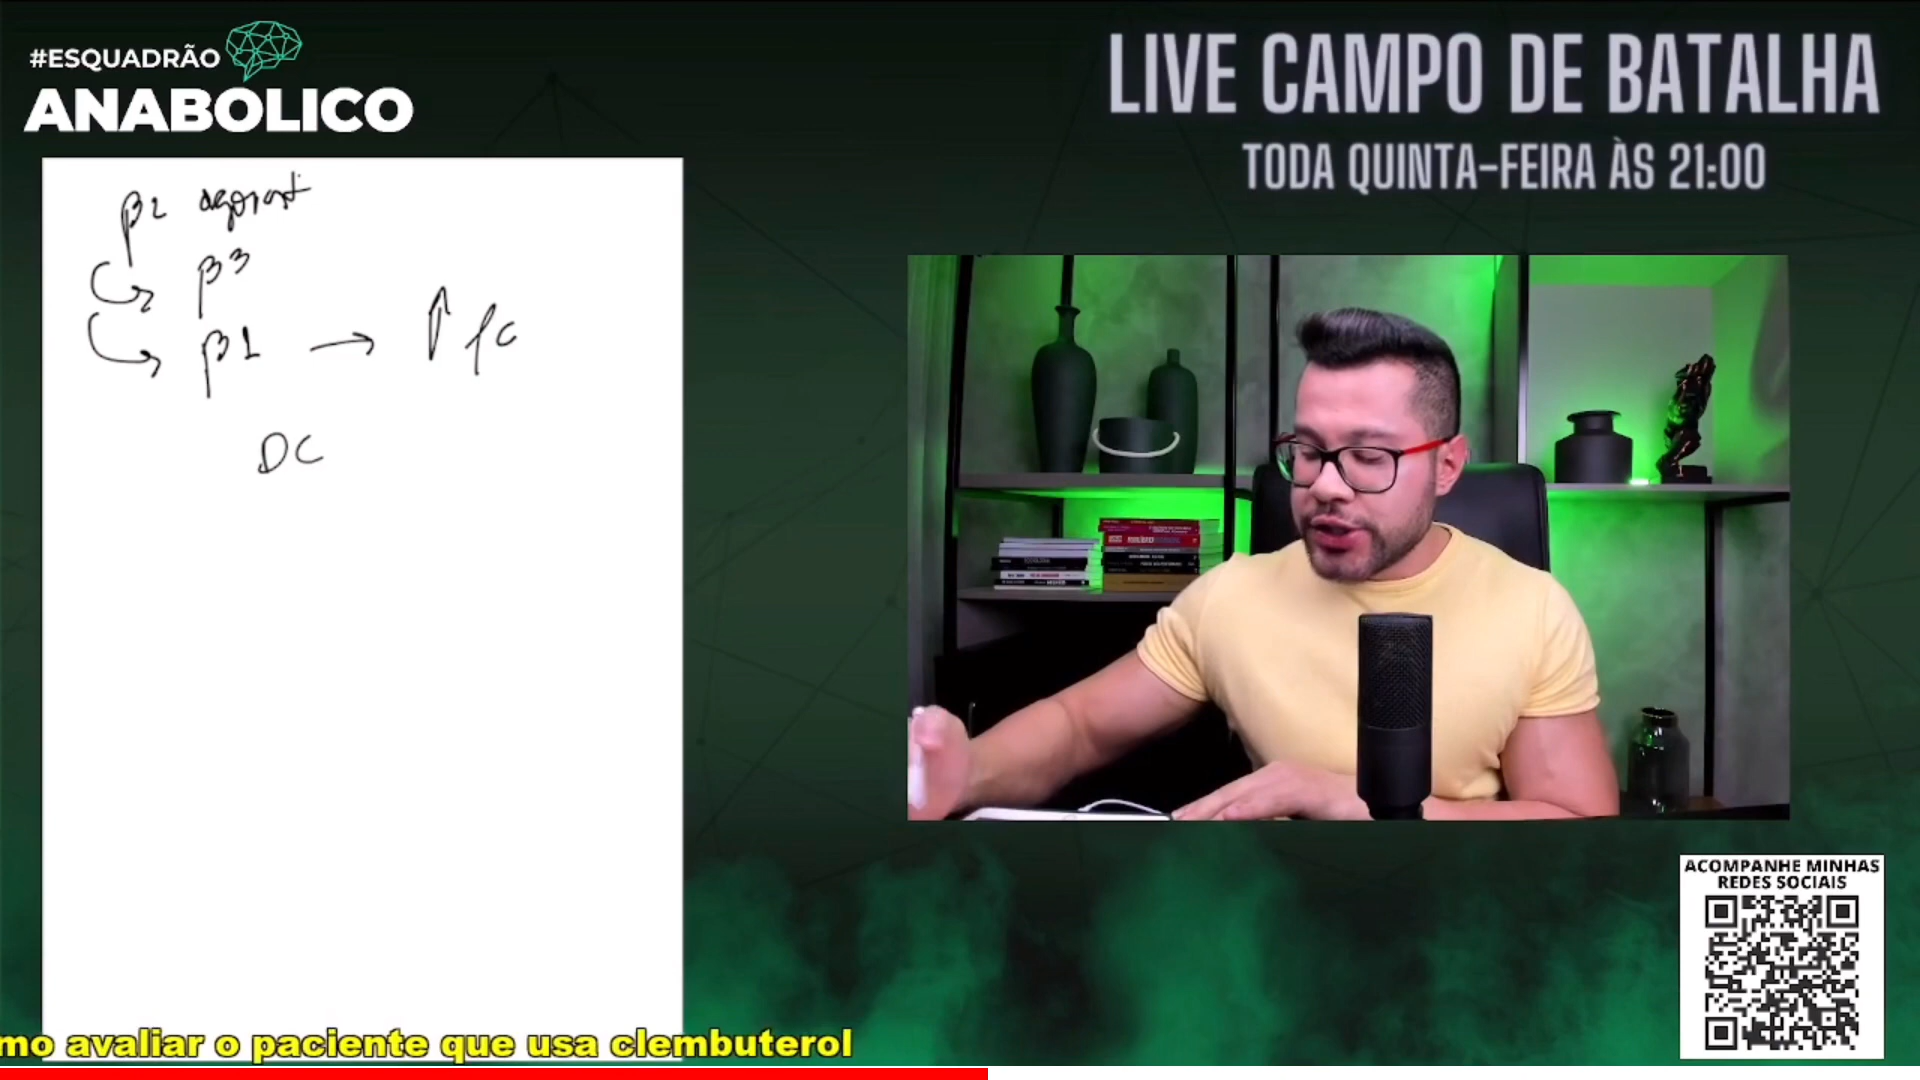 #ESQUADRÃO
ANABOLICO
LIVE CAMPO DE BATALHA
TODA QUINTA-FEIRA ÀS 21:00
β2 agonist
β3
β1 → ↑ fc
DC
ACOMPANHE MINHAS
REDES SOCIAIS
mo avaliar o paciente que usa clembuterol